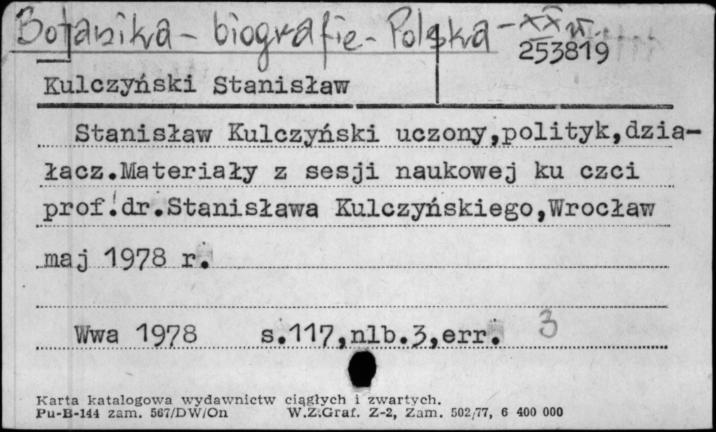 Botanika - biografie - Polska - XX w.
253819
Kulczyński Stanisław
Stanisław Kulczyński uczony,polityk,dzia-
łacz.Materiały z sesji naukowej ku czci
prof.dr.Stanisława Kulczyńskiego,Wrocław
maj 1978 r.
Wwa 1978 s.117,nlb.3,err. 3
Karta katalogowa wydawnictw ciągłych i zwartych.
Pu-B-144 zam. 567/DW/On W.Z.Graf. Z-2, Zam. 502/77, 6 400 000